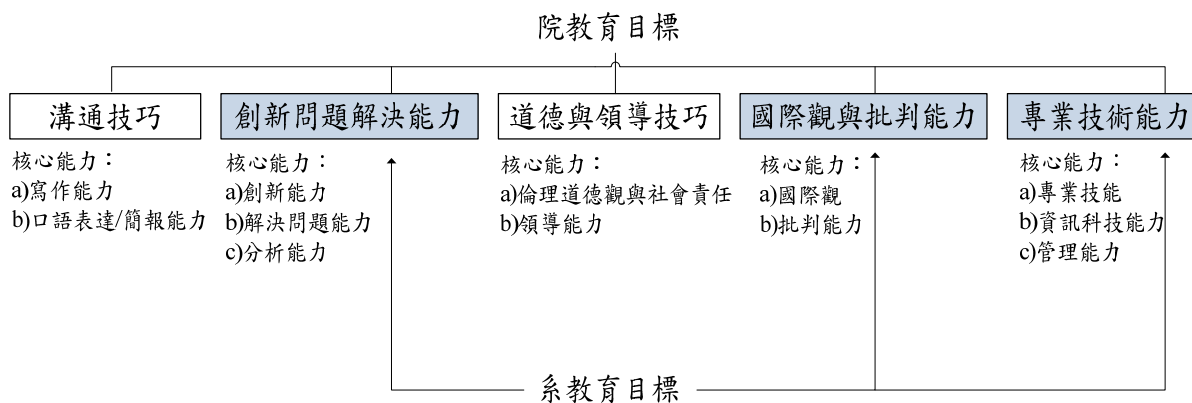 院教育目標
溝通技巧
核心能力：
a)寫作能力
b)口語表達/簡報能力
創新問題解決能力
核心能力：
a)創新能力
b)解決問題能力
c)分析能力
道德與領導技巧
核心能力：
a)倫理道德觀與社會責任
b)領導能力
國際觀與批判能力
核心能力：
a)國際觀
b)批判能力
專業技術能力
核心能力：
a)專業技能
b)資訊科技能力
c)管理能力
系教育目標